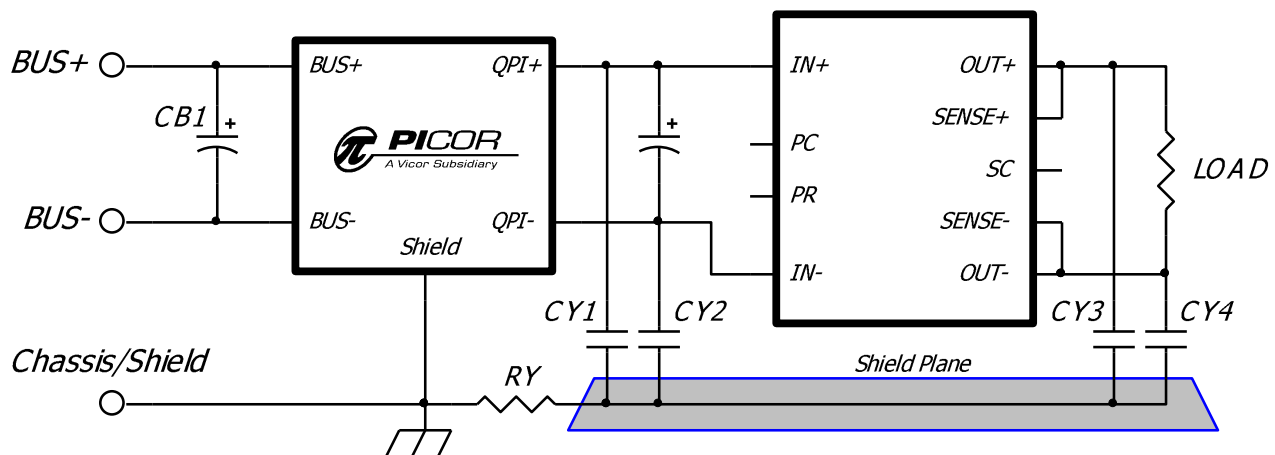 BUS+
BUS-
CB1
+
BUS+
QPI+
PICOR
A Vicor Subsidiary
BUS-
QPI-
Shield
+
IN+
OUT+
SENSE+
PC
SC
PR
SENSE-
IN-
OUT-
LOAD
CY1
CY2
CY3
CY4
Chassis/Shield
RY
Shield Plane